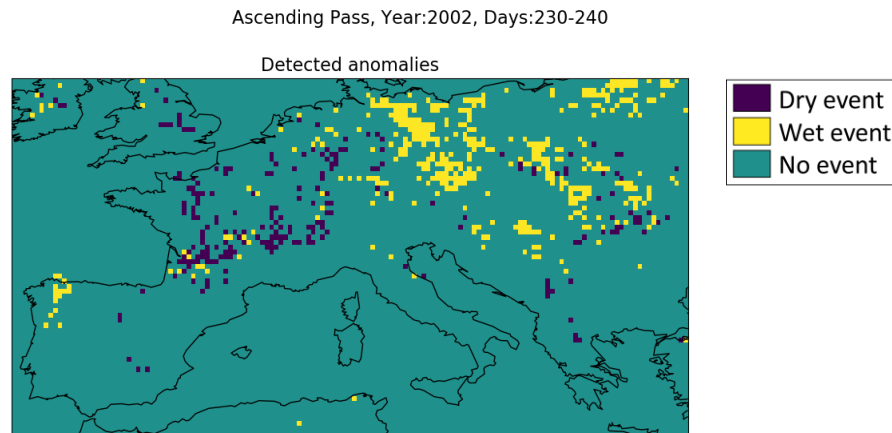 Ascending Pass, Year:2002, Days:230-240
Detected anomalies
Dry event
Wet event
No event